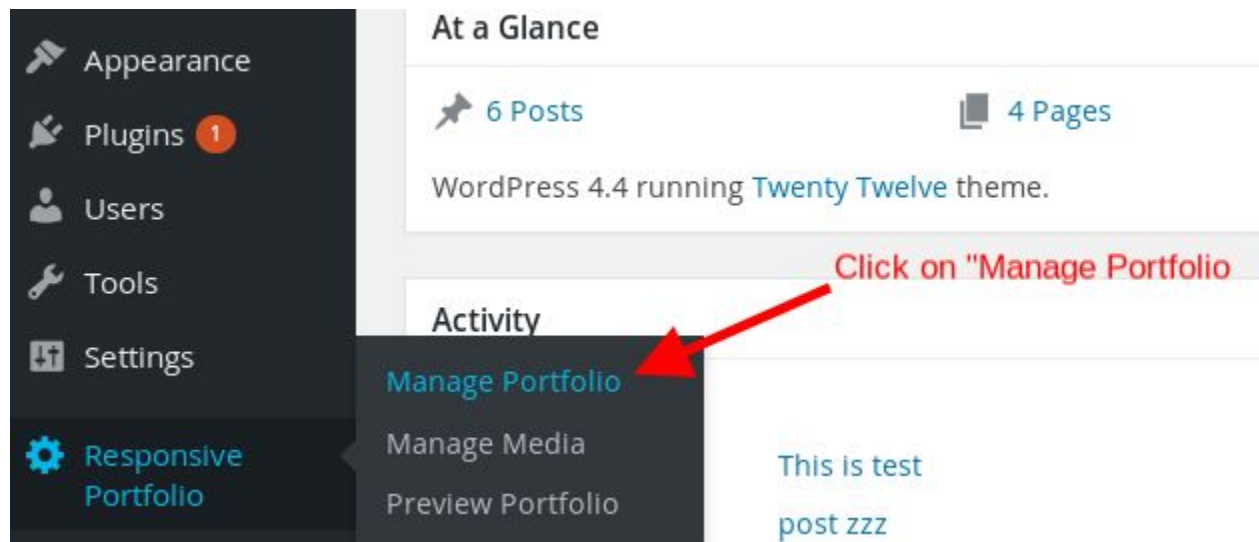 Appearance
Plugins 1
Users
Tools
Settings
Responsive
Portfolio
Manage Portfolio
Manage Media
Preview Portfolio
At a Glance
6 Posts
4 Pages
WordPress 4.4 running Twenty Twelve theme.
Click on "Manage Portfolio
Activity
This is test
post zzz